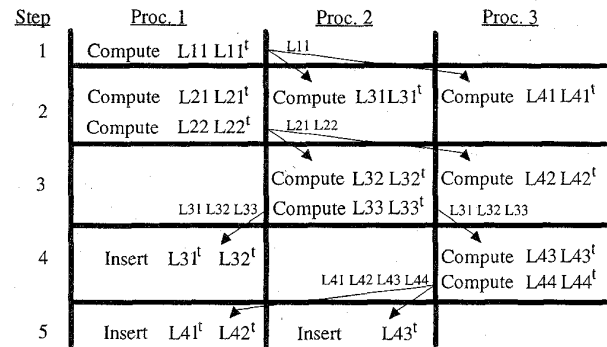 Step Proc. 1 Proc. 2 Proc. 3
1 Compute L11 L11ᵗ L11
2 Compute L21 L21ᵗ Compute L31L31ᵗ Compute L41 L41ᵗ
Compute L22 L22ᵗ L21 L22
3 Compute L32 L32ᵗ Compute L42 L42ᵗ
L31 L32 L33 Compute L33 L33ᵗ L31 L32 L33
4 Insert L31ᵗ L32ᵗ Compute L43 L43ᵗ
L41 L42 L43 L44 Compute L44 L44ᵗ
5 Insert L41ᵗ L42ᵗ Insert L43ᵗ